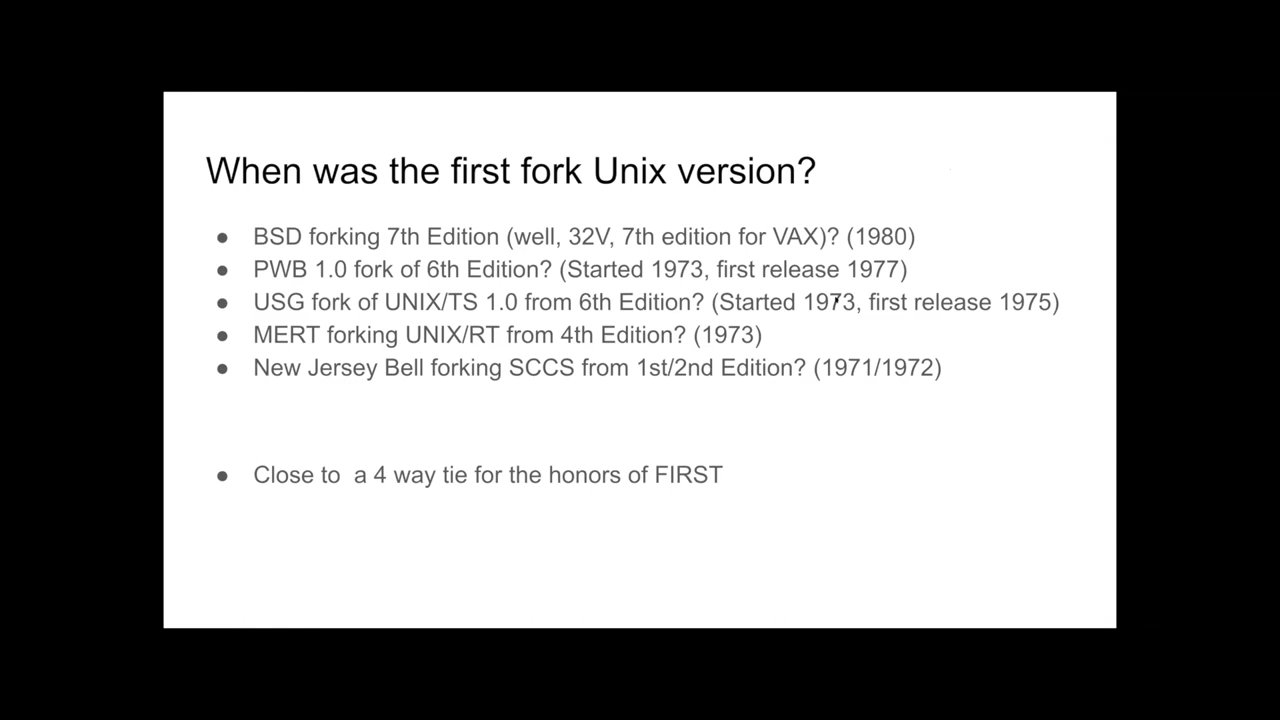 When was the first fork Unix version?
● BSD forking 7th Edition (well, 32V, 7th edition for VAX)? (1980)
● PWB 1.0 fork of 6th Edition? (Started 1973, first release 1977)
● USG fork of UNIX/TS 1.0 from 6th Edition? (Started 1973, first release 1975)
● MERT forking UNIX/RT from 4th Edition? (1973)
● New Jersey Bell forking SCCS from 1st/2nd Edition? (1971/1972)
● Close to  a 4 way tie for the honors of FIRST